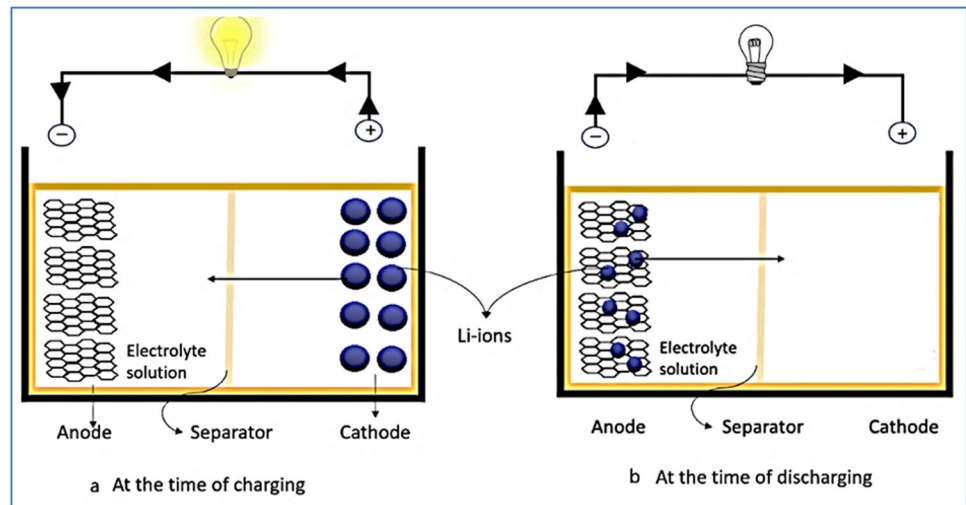 −
+
−
+
Electrolyte
solution
Li-ions
Electrolyte
solution
Anode
Separator
Cathode
Anode
Separator
Cathode
a At the time of charging
b At the time of discharging